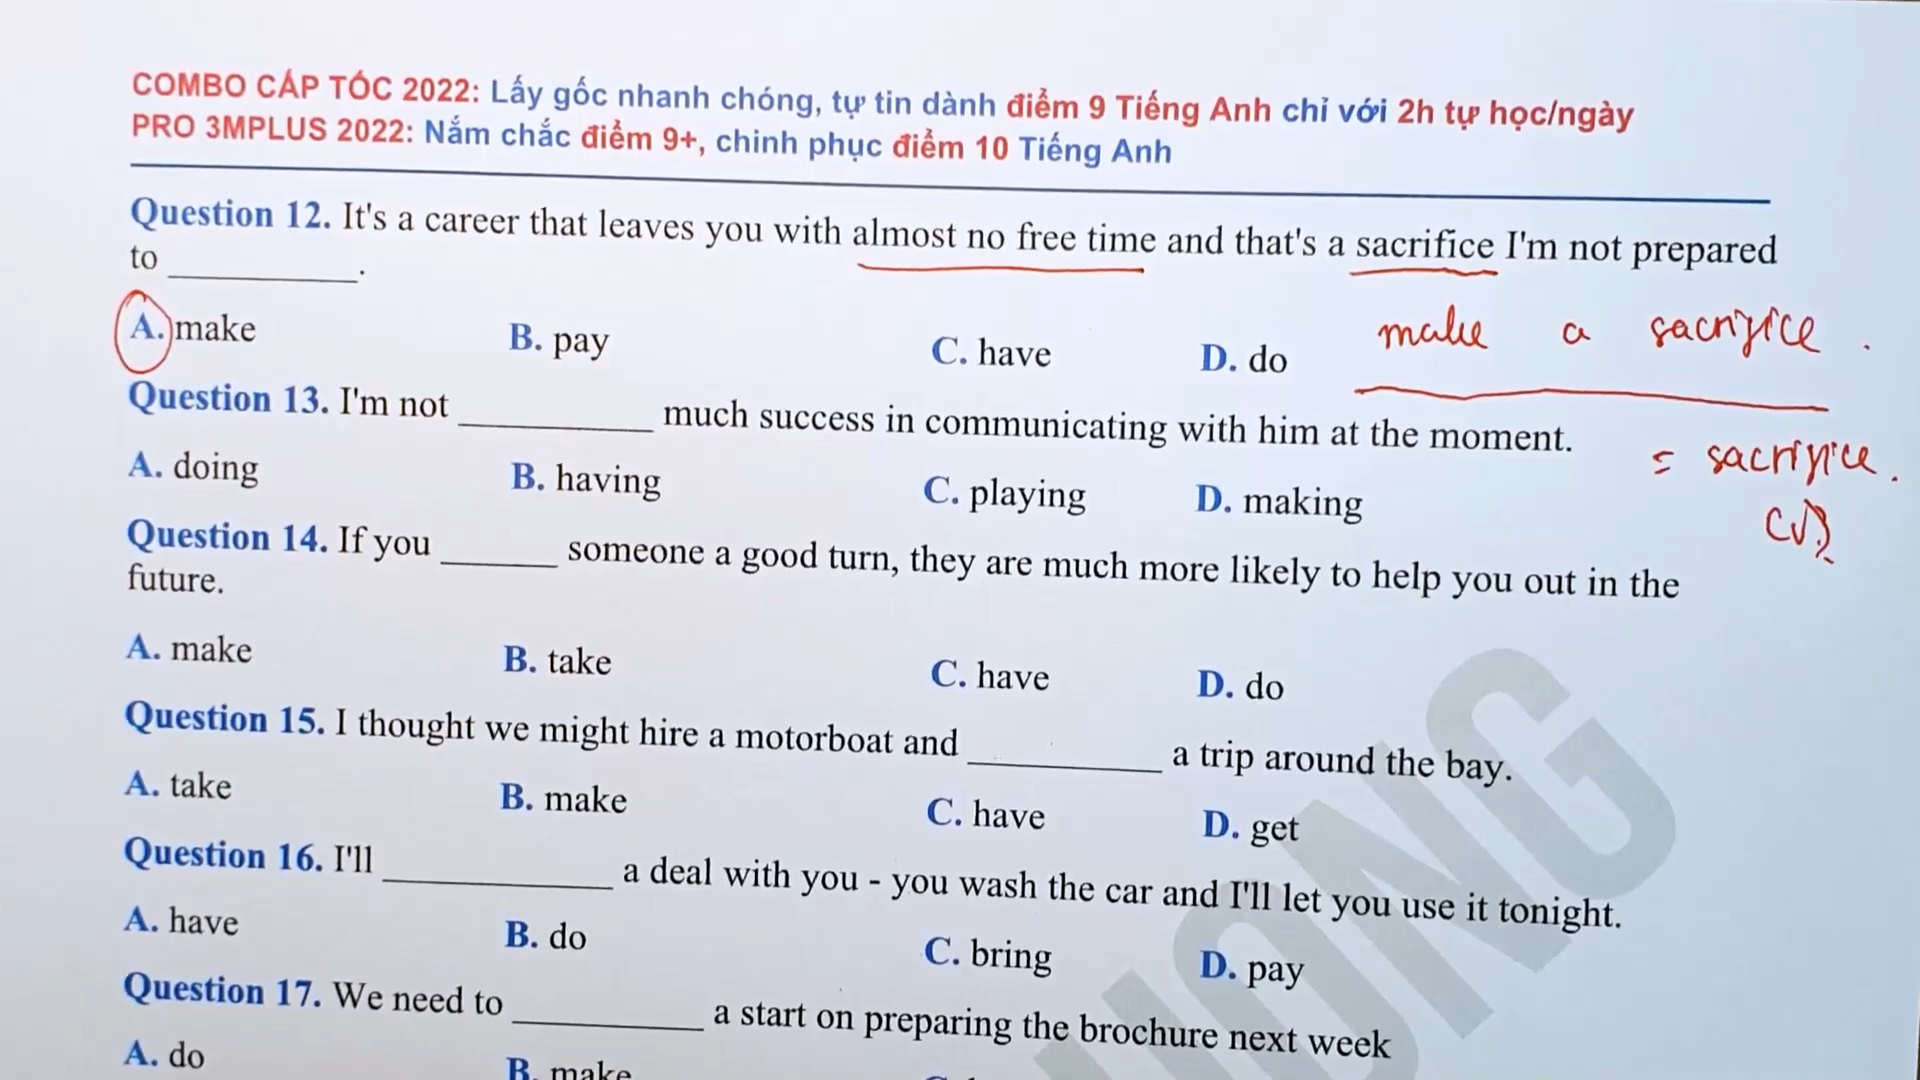 COMBO CẤP TỐC 2022: Lấy gốc nhanh chóng, tự tin dành điểm 9 Tiếng Anh chỉ với 2h tự học/ngày
PRO 3MPLUS 2022: Nắm chắc điểm 9+, chinh phục điểm 10 Tiếng Anh
Question 12. It's a career that leaves you with almost no free time and that's a sacrifice I'm not prepared
to __________.
A. make B. pay C. have D. do
make a sacrifice.
Question 13. I'm not __________ much success in communicating with him at the moment.
= sacrifice.
A. doing B. having C. playing D. making
(v)
Question 14. If you ______ someone a good turn, they are much more likely to help you out in the
future.
A. make B. take C. have D. do
Question 15. I thought we might hire a motorboat and __________ a trip around the bay.
A. take B. make C. have D. get
Question 16. I'll ____________ a deal with you - you wash the car and I'll let you use it tonight.
A. have B. do C. bring D. pay
Question 17. We need to __________ a start on preparing the brochure next week
A. do B. make